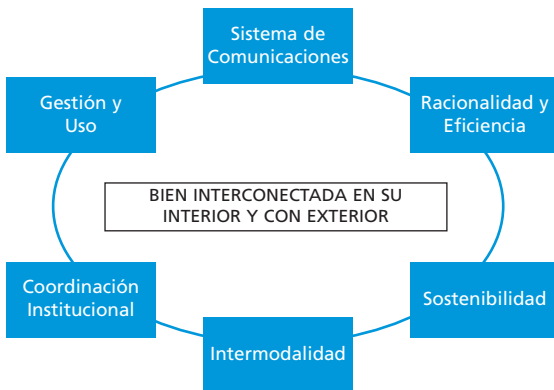 Sistema de
Comunicaciones
Gestión y
Uso
Racionalidad y
Eficiencia
BIEN INTERCONECTADA EN SU
INTERIOR Y CON EXTERIOR
Coordinación
Institucional
Sostenibilidad
Intermodalidad